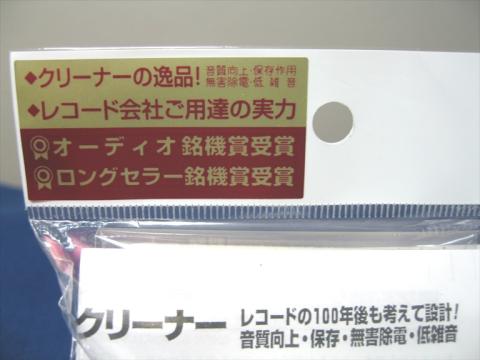 ◆クリーナーの逸品! 音質向上・保存作用
無害除電・低雑音
◆レコード会社ご用達の実力
オーディオ銘機賞受賞
ロングセラー銘機賞受賞
クリーナー レコードの100年後も考えて設計!
音質向上・保存・無害除電・低雑音